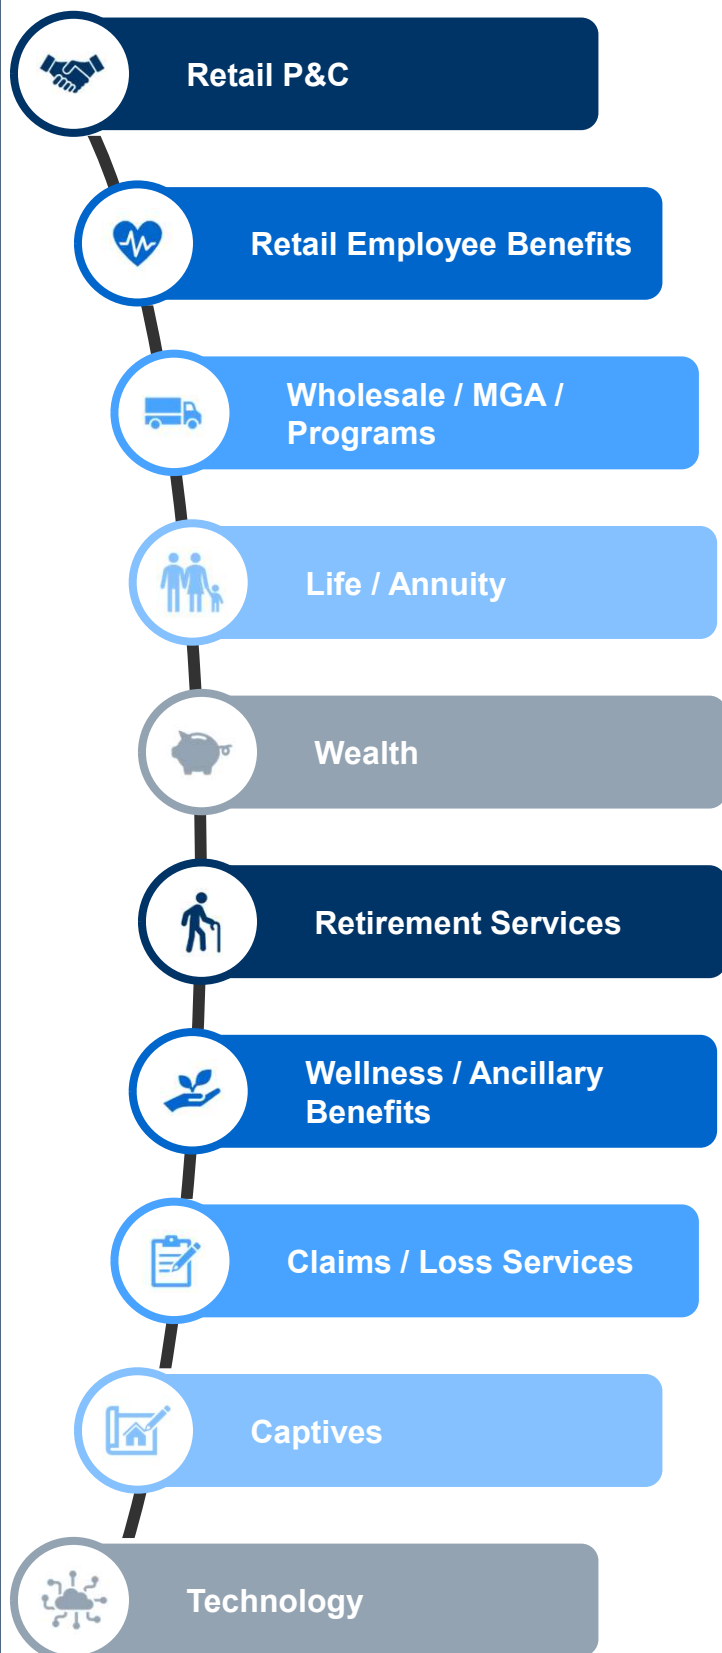 Retail P&C
Retail Employee Benefits
Wholesale / MGA /
Programs
Life / Annuity
Wealth
Retirement Services
Wellness / Ancillary
Benefits
Claims / Loss Services
Captives
Technology